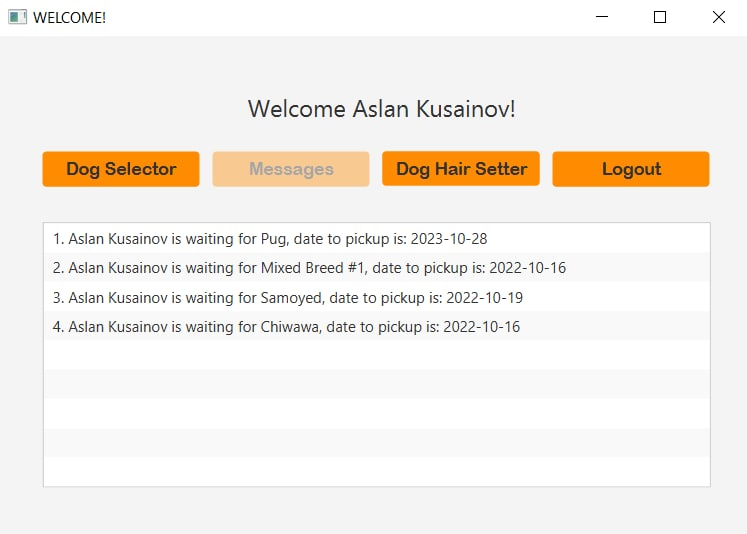 WELCOME!
Welcome Aslan Kusainov!
Dog Selector Messages Dog Hair Setter Logout
1. Aslan Kusainov is waiting for Pug, date to pickup is: 2023-10-28
2. Aslan Kusainov is waiting for Mixed Breed #1, date to pickup is: 2022-10-16
3. Aslan Kusainov is waiting for Samoyed, date to pickup is: 2022-10-19
4. Aslan Kusainov is waiting for Chiwawa, date to pickup is: 2022-10-16